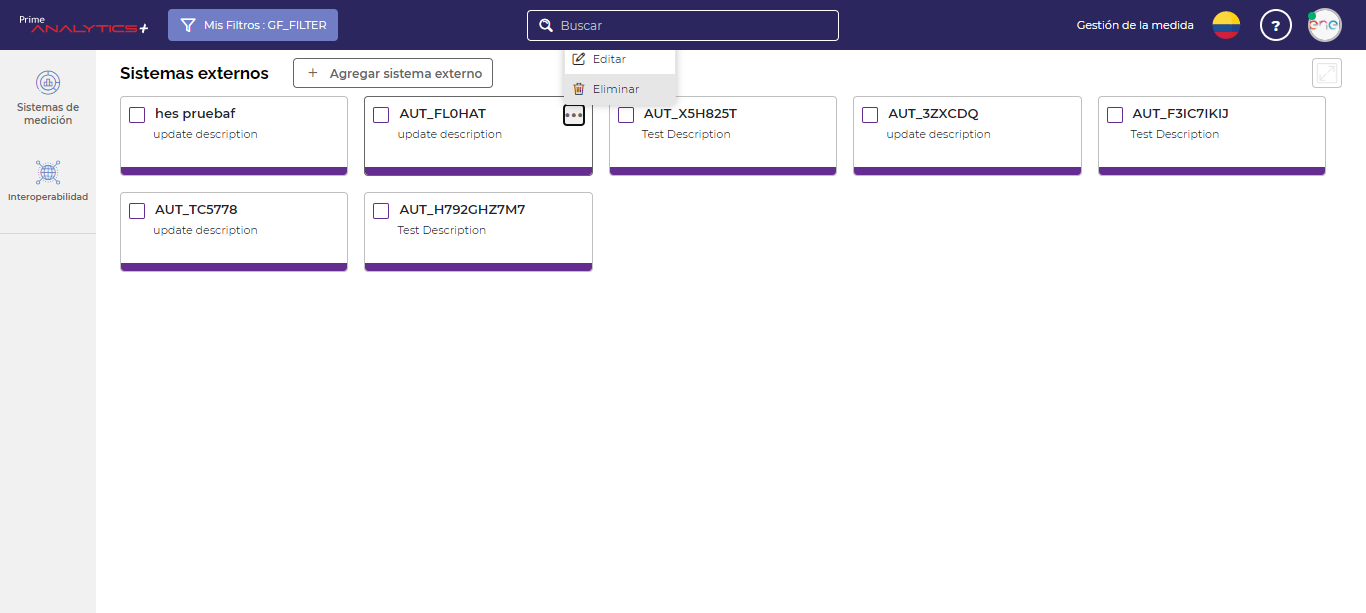 Prime
ANALYTICS+
Mis Filtros : GF_FILTER
Buscar
Gestión de la medida
?
ene
Sistemas de
medición
Interoperabilidad
Sistemas externos
+ Agregar sistema externo
Editar
Eliminar
hes pruebaf
update description
AUT_FL0HAT
update description
AUT_X5H825T
Test Description
AUT_3ZXCDQ
update description
AUT_F3IC7IKIJ
Test Description
AUT_TC5778
update description
AUT_H792GHZ7M7
Test Description